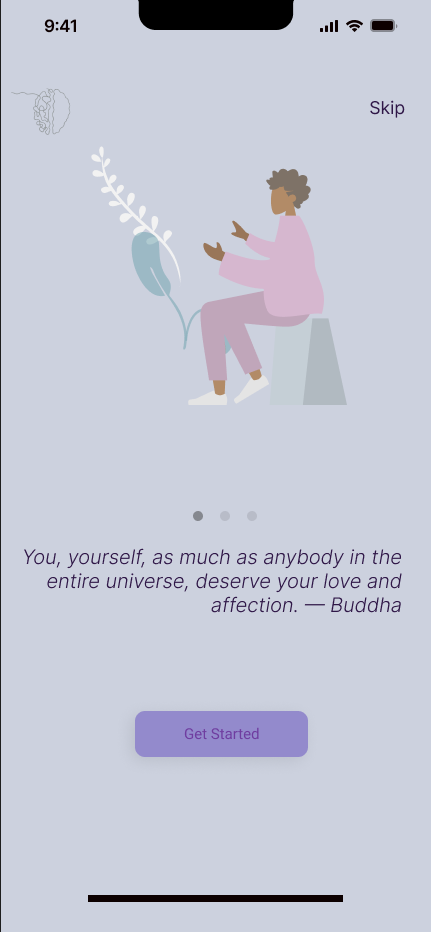 9:41
Skip
You, yourself, as much as anybody in the
entire universe, deserve your love and
affection. — Buddha
Get Started